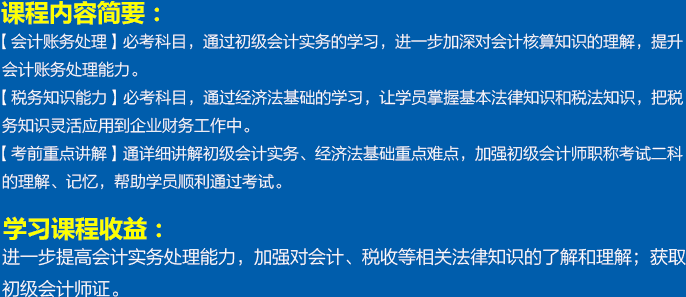 课程内容简要：
【会计账务处理】必考科目，通过初级会计实务的学习，进一步加深对会计核算知识的理解，提升
会计账务处理能力。
【税务知识能力】必考科目，通过经济法基础的学习，让学员掌握基本法律知识和税法知识，把税
务知识灵活应用到企业财务工作中。
【考前重点讲解】通详细讲解初级会计实务、经济法基础重点难点，加强初级会计师职称考试二科
的理解、记忆，帮助学员顺利通过考试。
学习课程收益：
进一步提高会计实务处理能力，加强对会计、税收等相关法律知识的了解和理解；获取
初级会计师证。